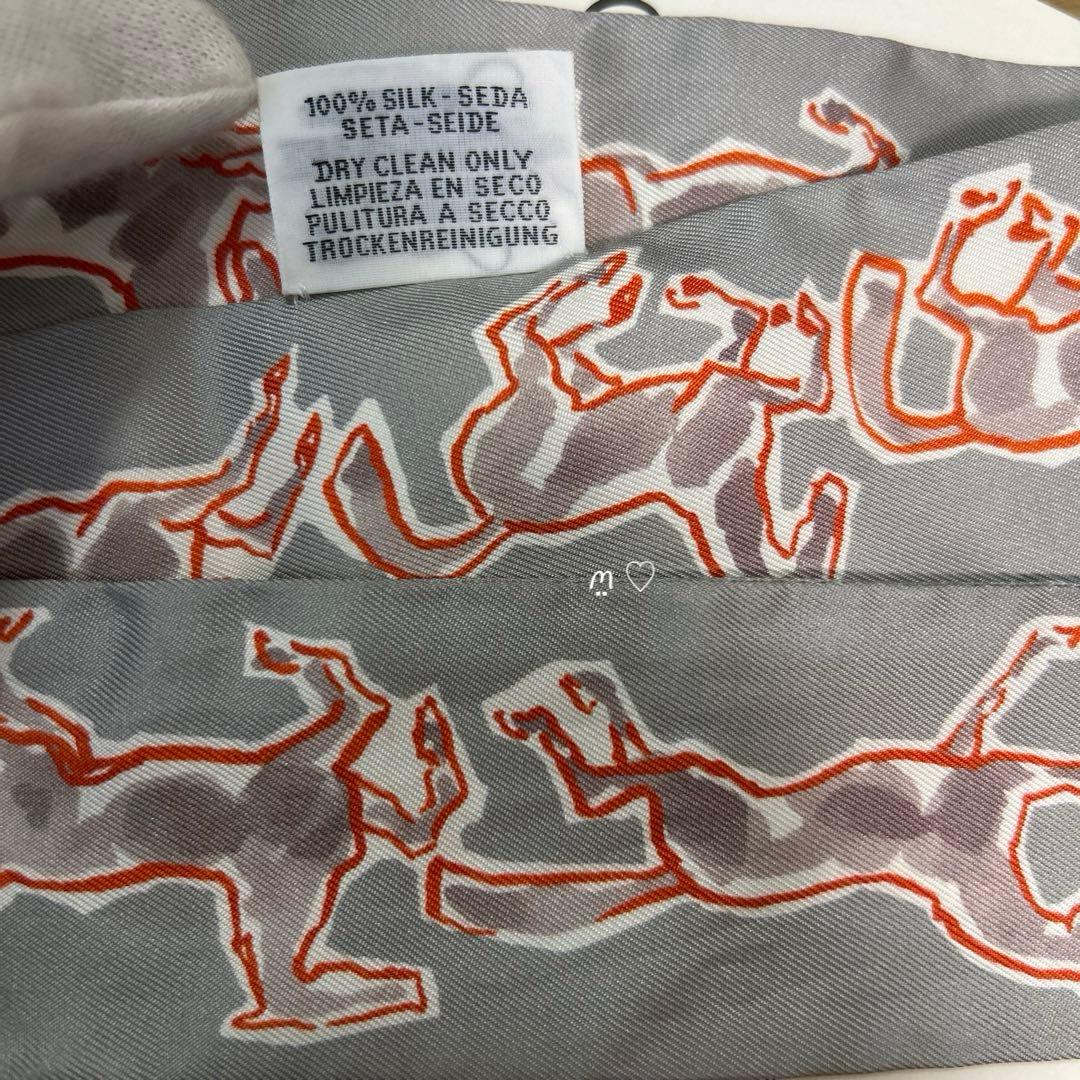 100% SILK - SEDA
SETA - SEIDE
DRY CLEAN ONLY
LIMPIEZA EN SECO
PULITURA A SECCO
TROCKENREINIGUNG